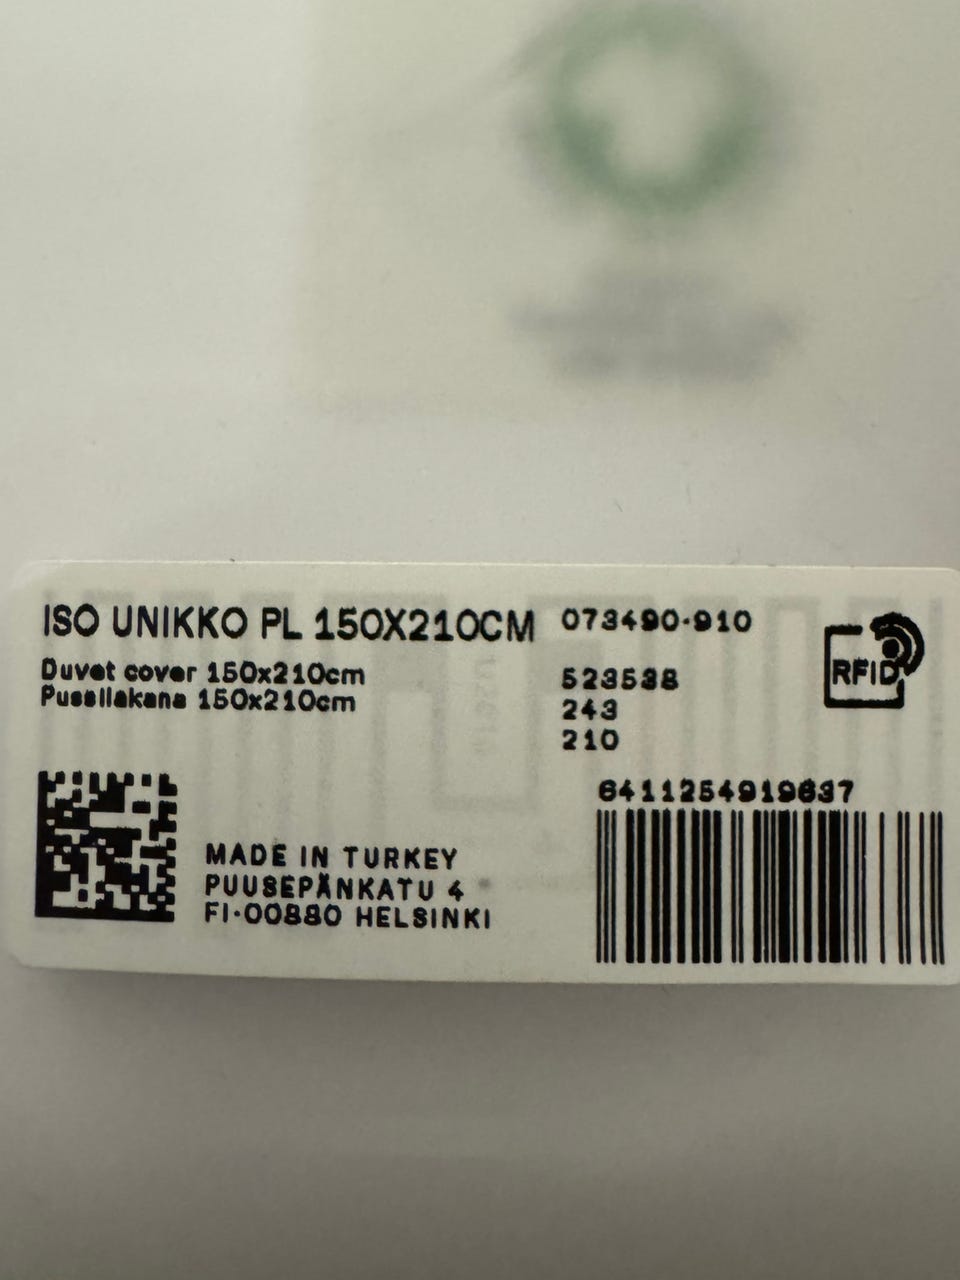 ISO UNIKKO PL 150X210CM
Duvet cover 150x210cm
Pussilakana 150x210cm
073490-910
523538
243
210
RFID
6411254919637
MADE IN TURKEY
PUUSEPÄNKATU 4
FI-00880 HELSINKI